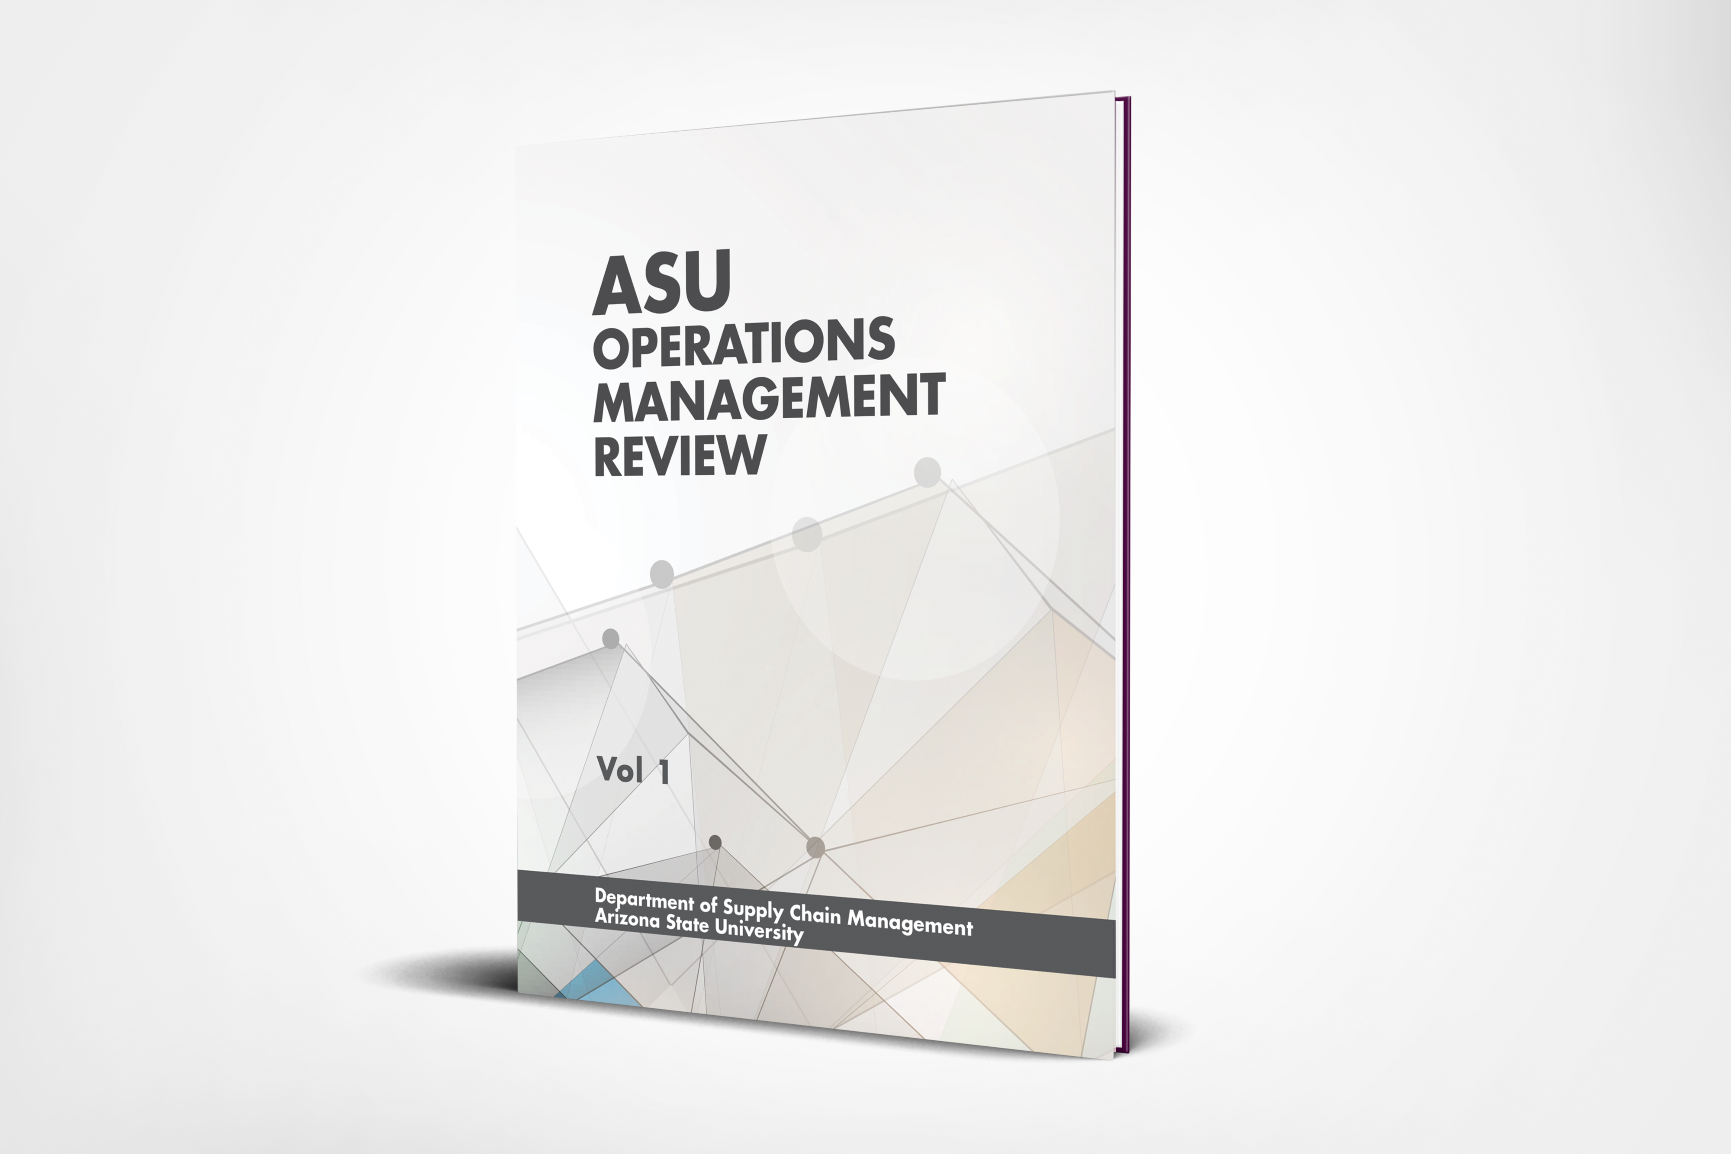 ASU
OPERATIONS
MANAGEMENT
REVIEW
Vol 1
Department of Supply Chain Management
Arizona State University